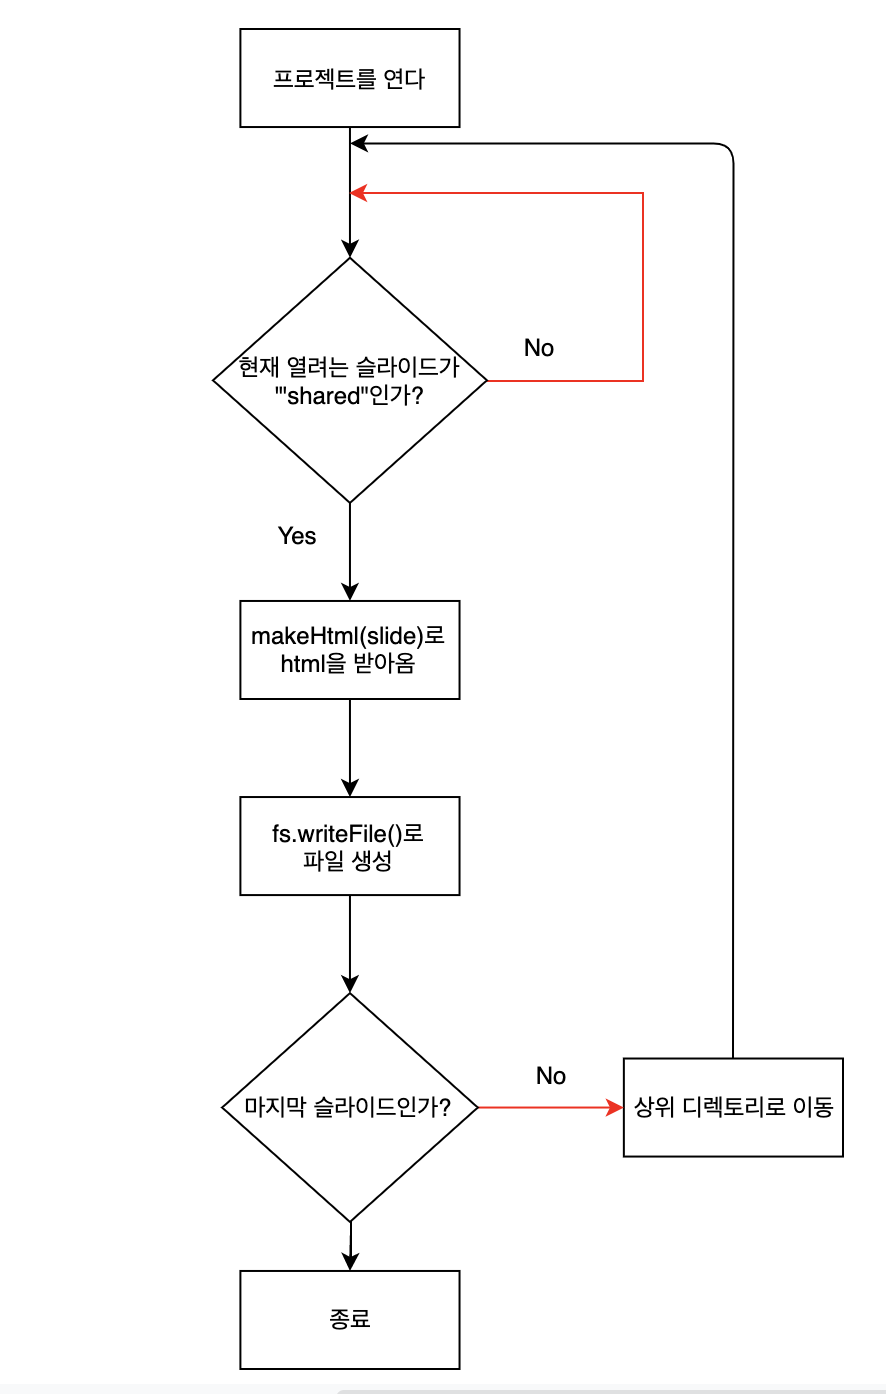 프로젝트를 연다
현재 열려는 슬라이드가
'"shared"인가?
No
Yes
makeHtml(slide)로
html을 받아옴
fs.writeFile()로
파일 생성
마지막 슬라이드인가?
No
상위 디렉토리로 이동
종료